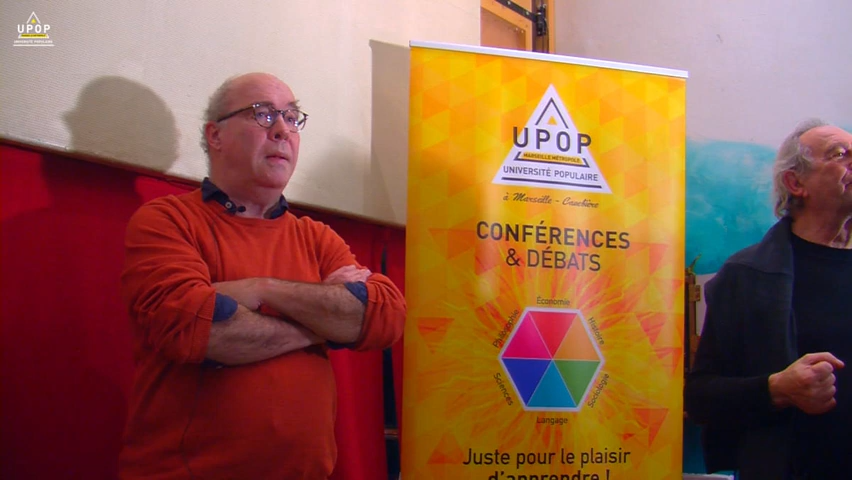 UPOP
UNIVERSITÉ POPULAIRE
UPOP
MARSEILLE MÉTROPOLE
UNIVERSITÉ POPULAIRE
à Marseille - Canebière
CONFÉRENCES
& DÉBATS
Économie
Philosophie
Histoire
Sciences
Sociologie
Langage
Juste pour le plaisir
d'apprendre !